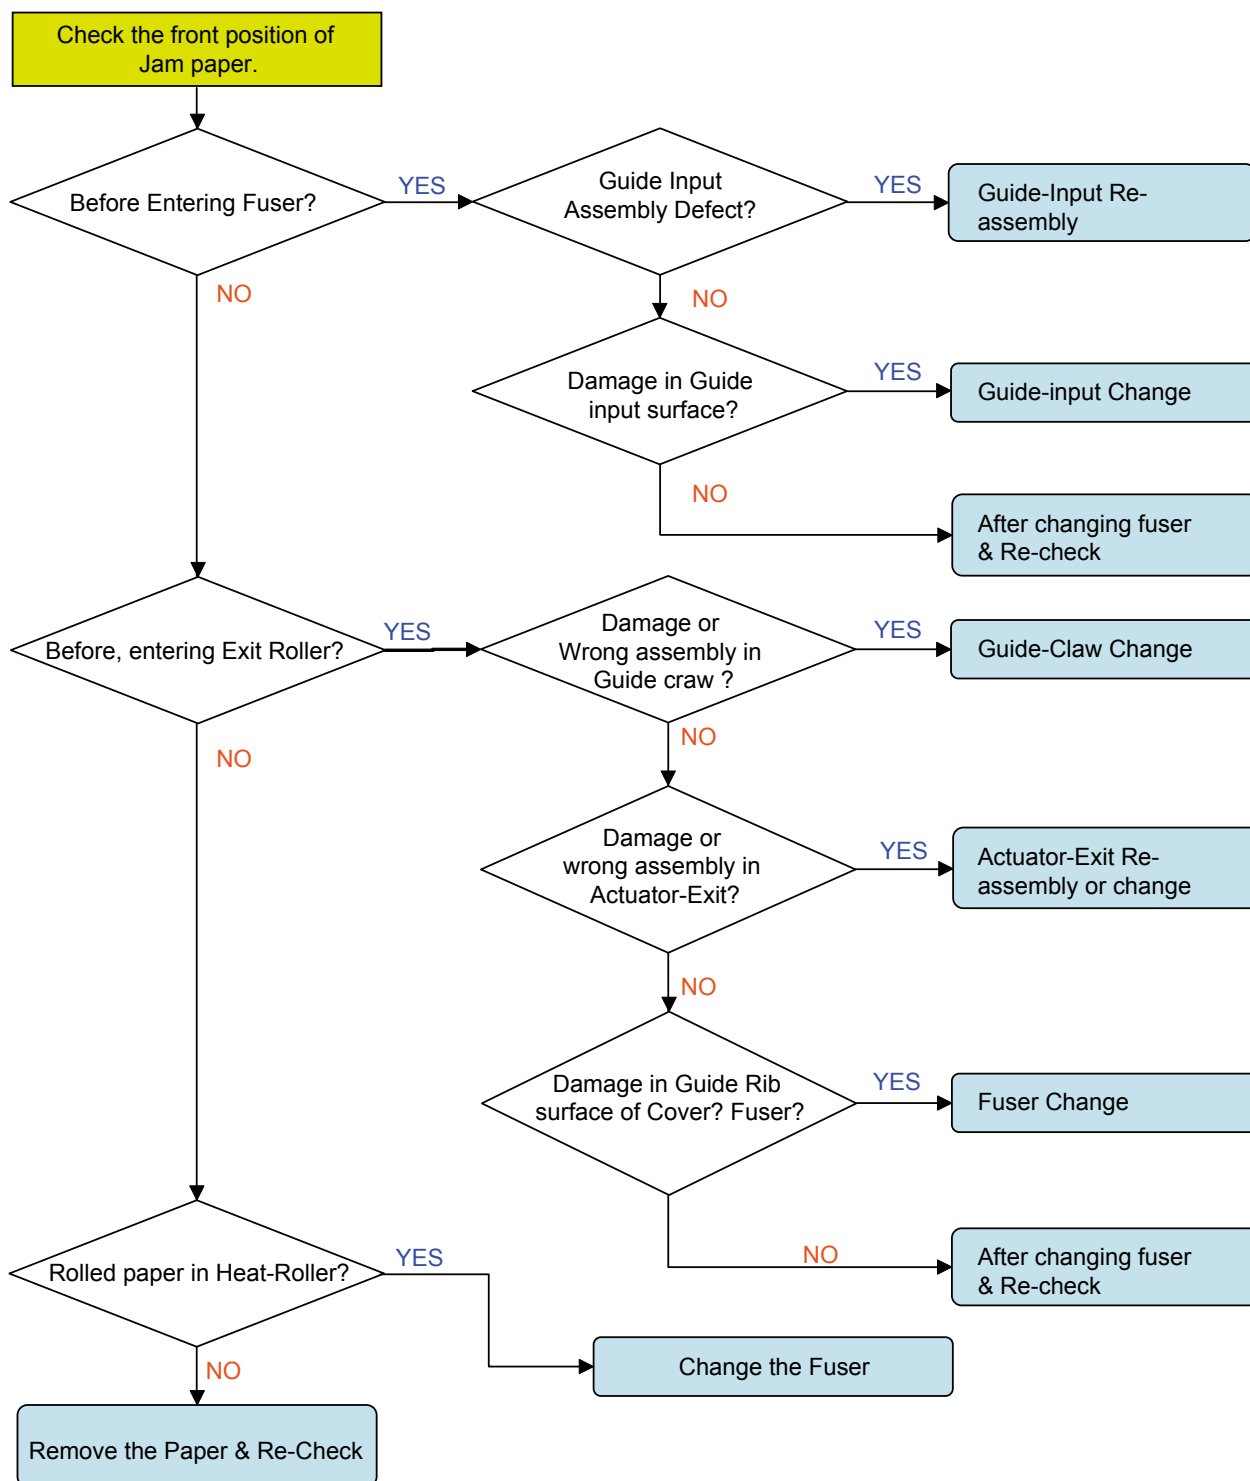 Check the front position of
Jam paper.
Before Entering Fuser?
YES
Guide Input
Assembly Defect?
YES
Guide-Input Re-
assembly
NO
NO
Damage in Guide
input surface?
YES
Guide-input Change
NO
After changing fuser
& Re-check
Before, entering Exit Roller?
YES
Damage or
Wrong assembly in
Guide craw ?
YES
Guide-Claw Change
NO
NO
Damage or
wrong assembly in
Actuator-Exit?
YES
Actuator-Exit Re-
assembly or change
NO
Damage in Guide Rib
surface of Cover? Fuser?
YES
Fuser Change
NO
After changing fuser
& Re-check
Rolled paper in Heat-Roller?
YES
Change the Fuser
NO
Remove the Paper & Re-Check